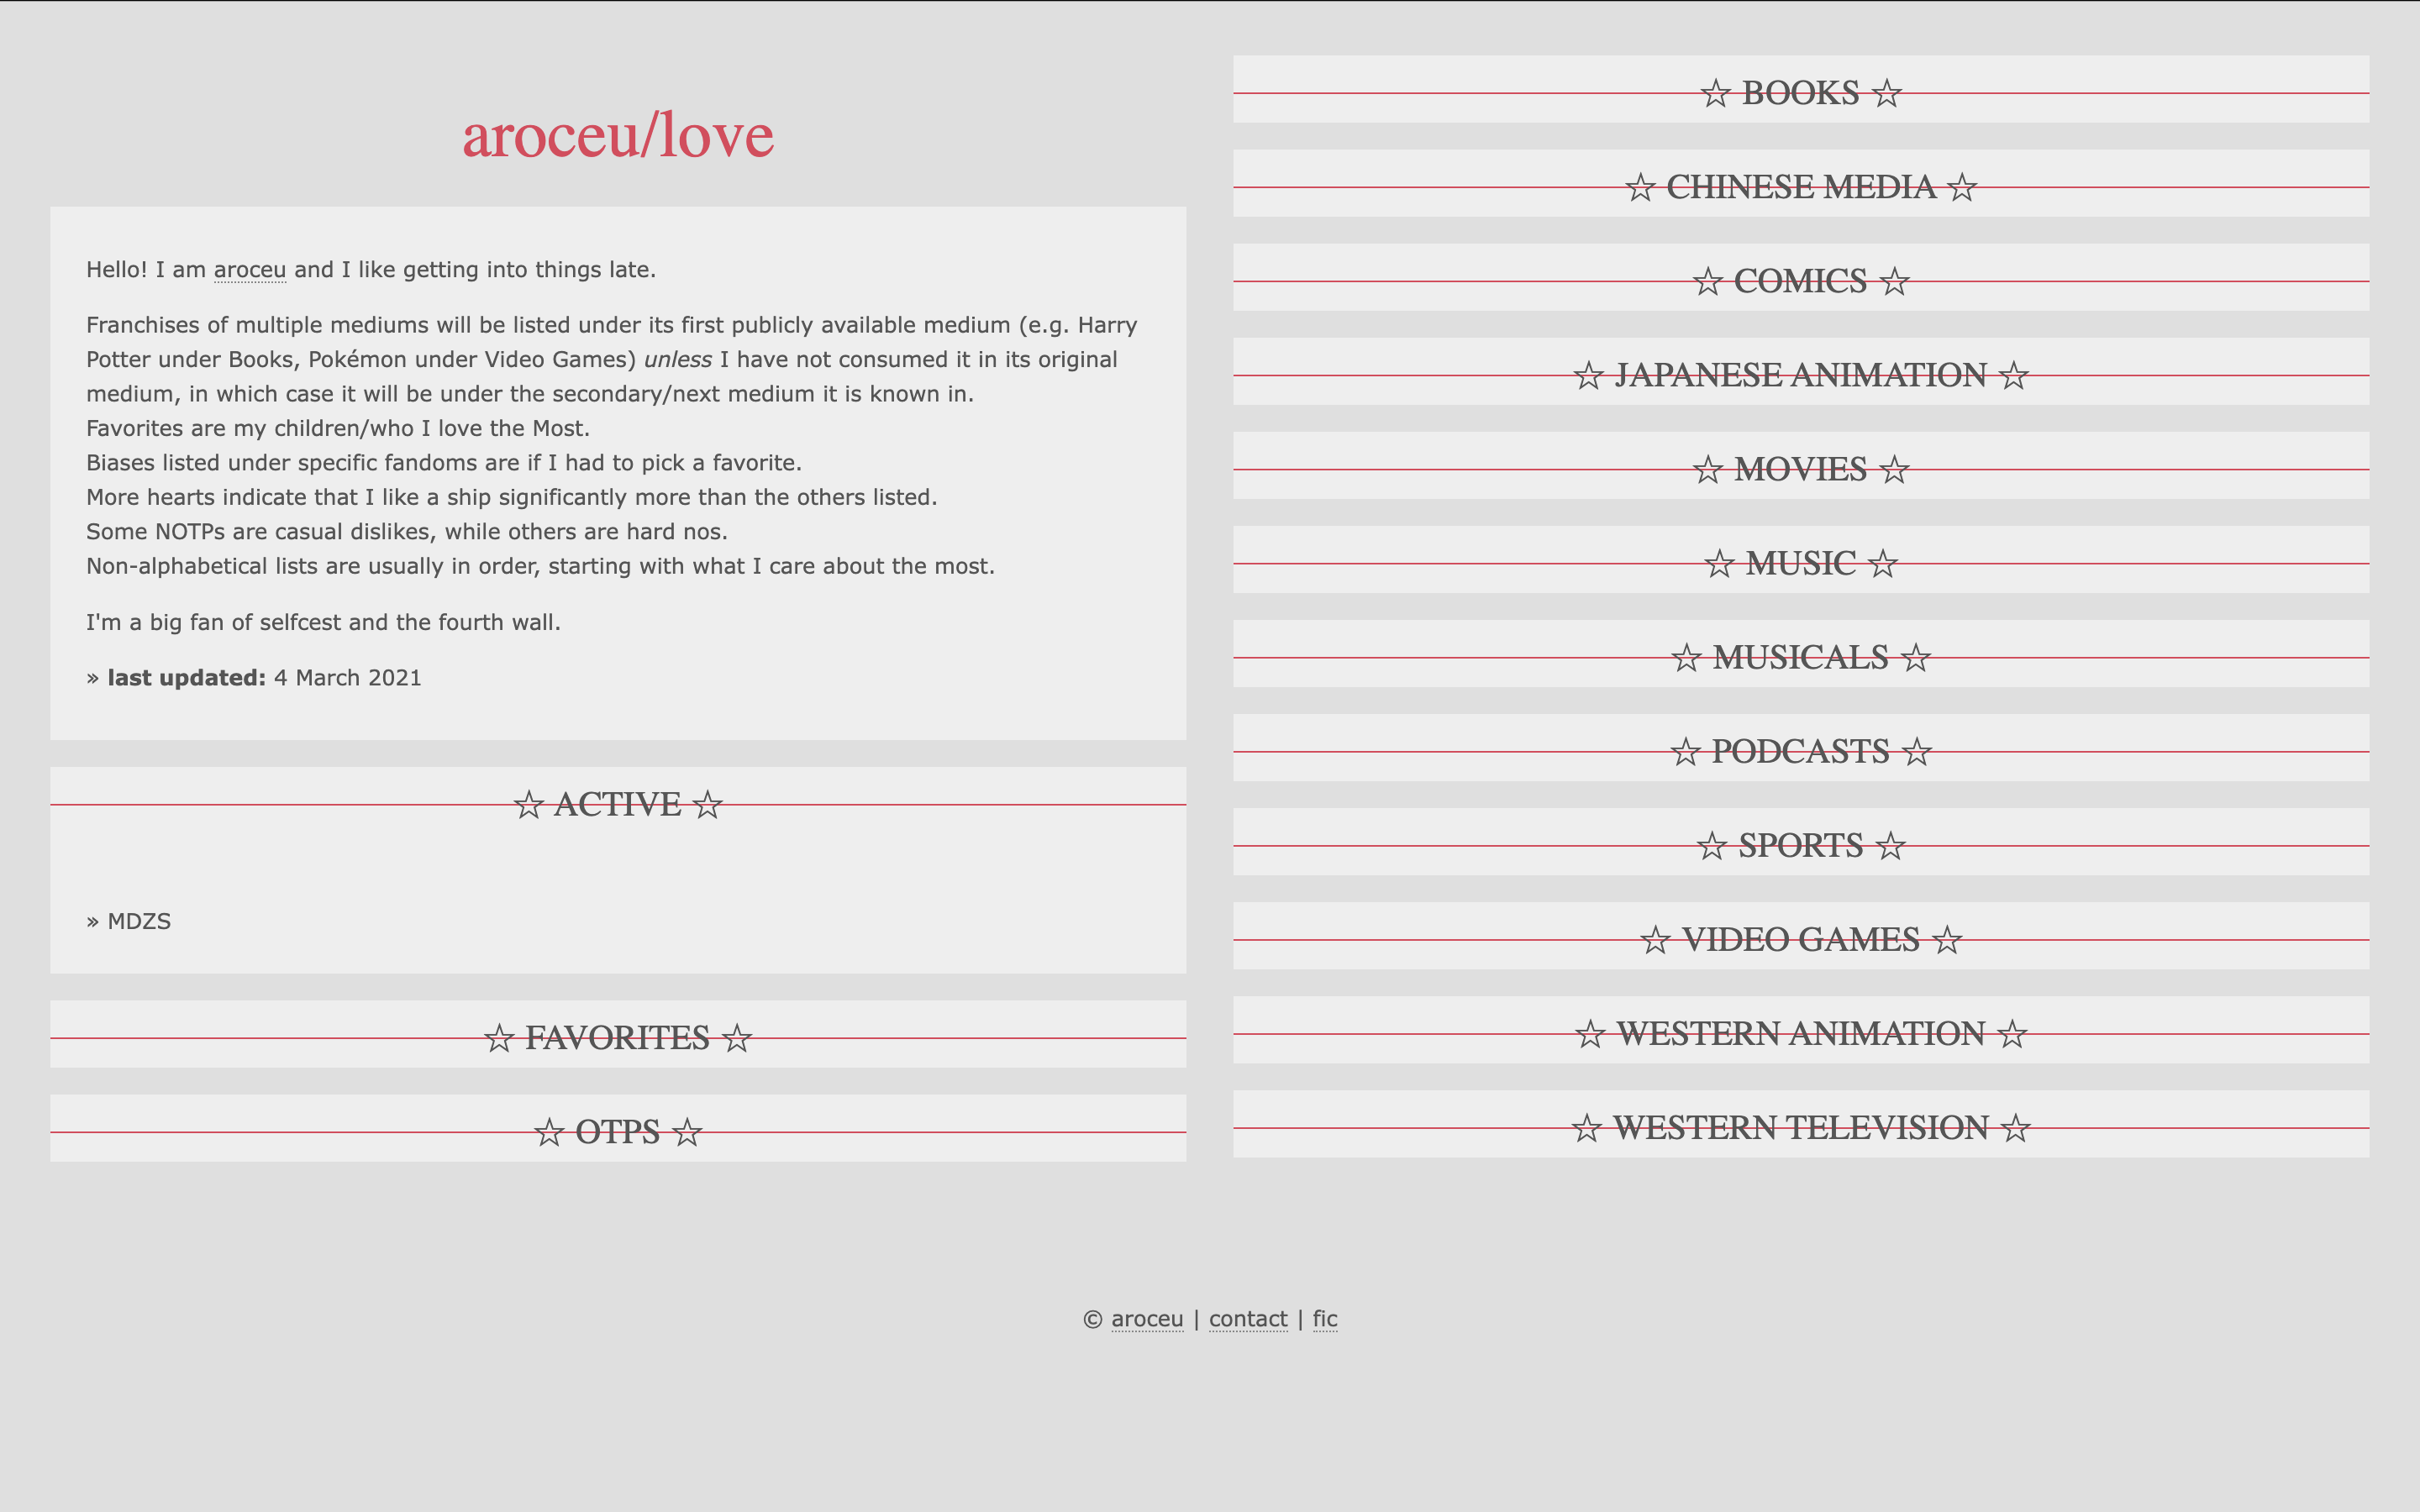 aroceu/love
Hello! I am aroceu and I like getting into things late.
Franchises of multiple mediums will be listed under its first publicly available medium (e.g. Harry
Potter under Books, Pokémon under Video Games) unless I have not consumed it in its original
medium, in which case it will be under the secondary/next medium it is known in.
Favorites are my children/who I love the Most.
Biases listed under specific fandoms are if I had to pick a favorite.
More hearts indicate that I like a ship significantly more than the others listed.
Some NOTPs are casual dislikes, while others are hard nos.
Non-alphabetical lists are usually in order, starting with what I care about the most.
I'm a big fan of selfcest and the fourth wall.
» last updated: 4 March 2021
☆ ACTIVE ☆
» MDZS
☆ FAVORITES ☆
☆ OTPS ☆
☆ BOOKS ☆
☆ CHINESE MEDIA ☆
☆ COMICS ☆
☆ JAPANESE ANIMATION ☆
☆ MOVIES ☆
☆ MUSIC ☆
☆ MUSICALS ☆
☆ PODCASTS ☆
☆ SPORTS ☆
☆ VIDEO GAMES ☆
☆ WESTERN ANIMATION ☆
☆ WESTERN TELEVISION ☆
© aroceu | contact | fic